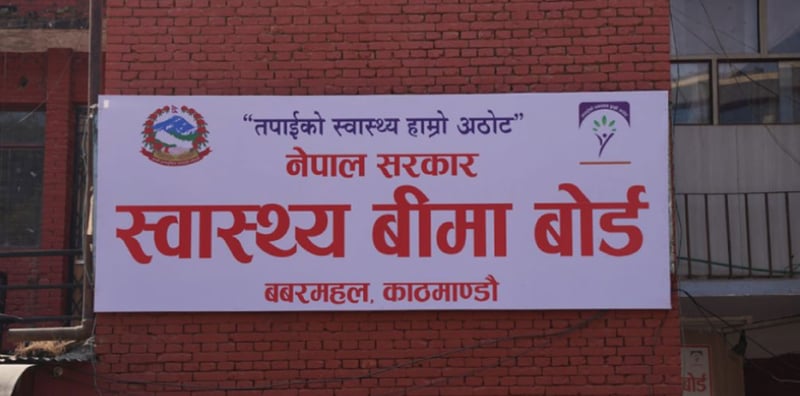 “तपाईको स्वास्थ्य हाम्रो अठोट”
नेपाल सरकार
स्वास्थ्य बीमा बोर्ड
बबरमहल, काठमाण्डौ
बोर्ड